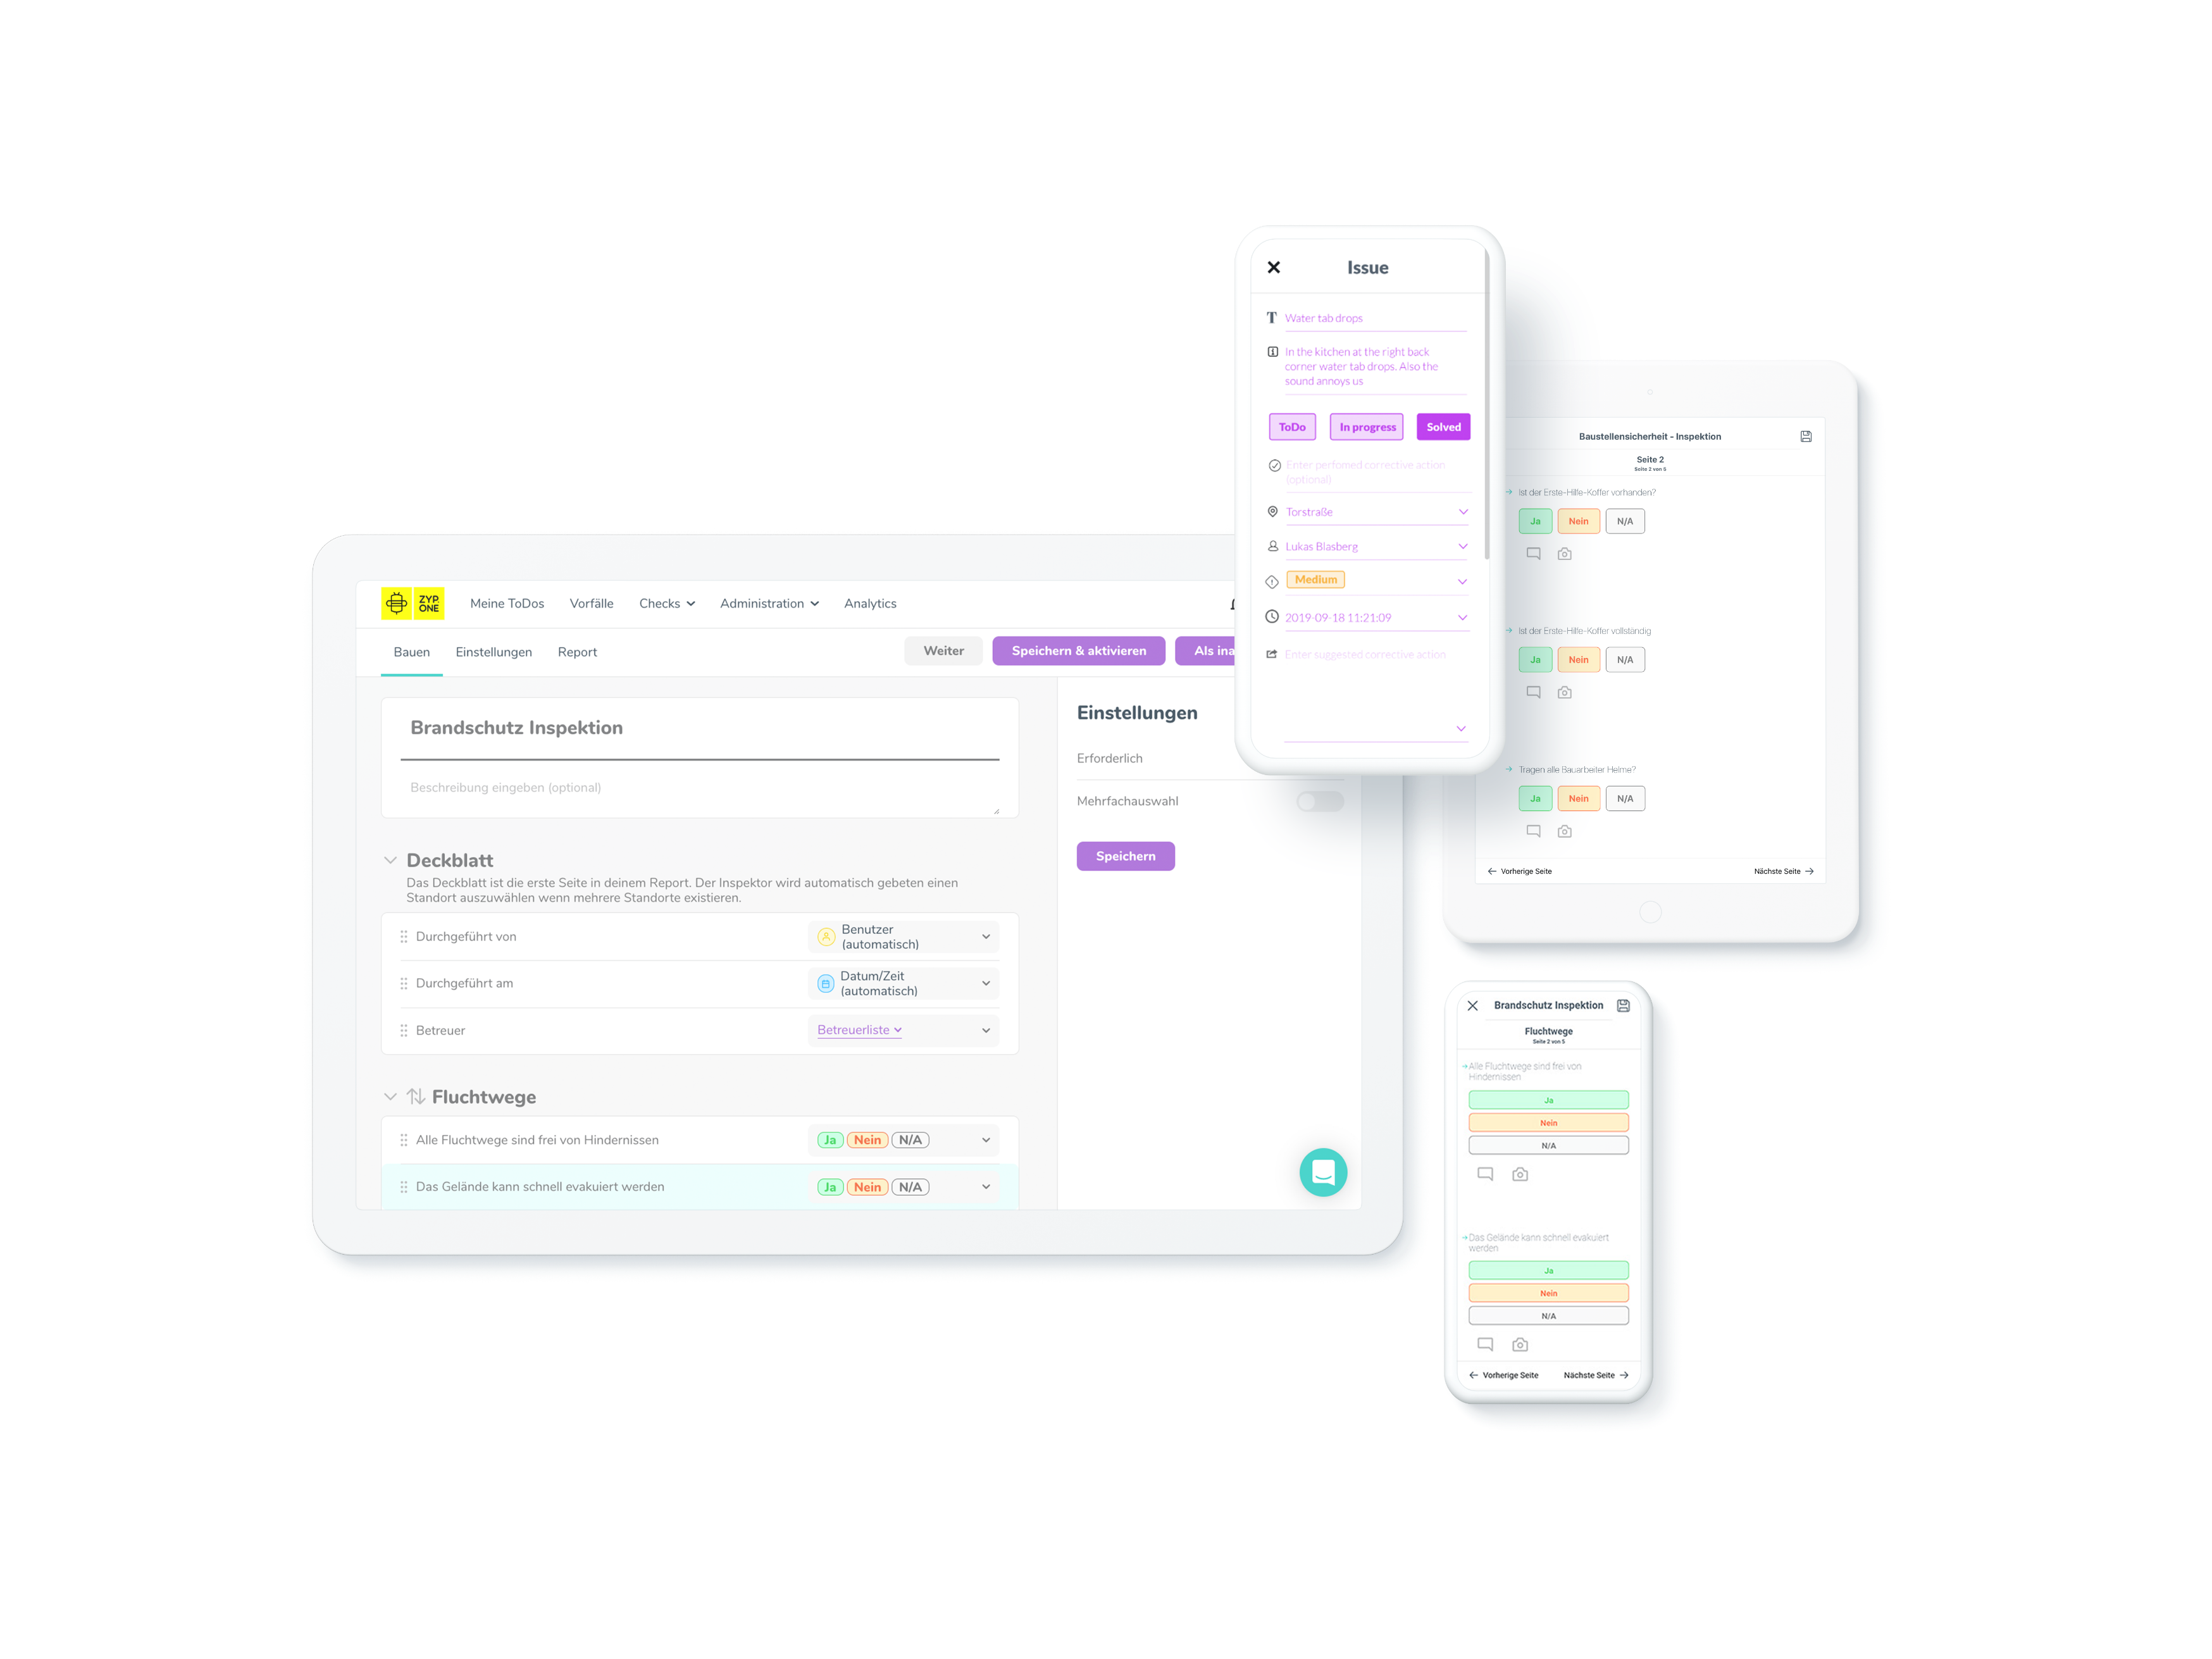 Issue
Water tab drops
In the kitchen at the right back
corner water tab drops. Also the
sound annoys us
ToDo In progress Solved
Enter perfomed corrective action
(optional)
Torstraße
Lukas Blasberg
Medium
2019-09-18 11:21:09
Enter suggested corrective action
ZYP
ONE
Meine ToDos Vorfälle Checks Administration Analytics
Bauen Einstellungen Report Weiter Speichern & aktivieren Als ina
Brandschutz Inspektion
Beschreibung eingeben (optional)
Deckblatt
Das Deckblatt ist die erste Seite in deinem Report. Der Inspektor wird automatisch gebeten einen
Standort auszuwählen wenn mehrere Standorte existieren.
Durchgeführt von Benutzer
(automatisch)
Durchgeführt am Datum/Zeit
(automatisch)
Betreuer Betreuerliste
Fluchtwege
Alle Fluchtwege sind frei von Hindernissen Ja Nein N/A
Das Gelände kann schnell evakuiert werden Ja Nein N/A
Einstellungen
Erforderlich
Mehrfachauswahl
Speichern
Baustellensicherheit - Inspektion
Seite 2
Seite 2 von 5
Ist der Erste-Hilfe-Koffer vorhanden?
Ja Nein N/A
Ist der Erste-Hilfe-Koffer vollständig
Ja Nein N/A
Tragen alle Bauarbeiter Helme?
Ja Nein N/A
Vorherige Seite Nächste Seite
Brandschutz Inspektion
Fluchtwege
Seite 2 von 5
Alle Fluchtwege sind frei von
Hindernissen
Ja
Nein
N/A
Das Gelände kann schnell evakuiert
werden
Ja
Nein
N/A
Vorherige Seite Nächste Seite